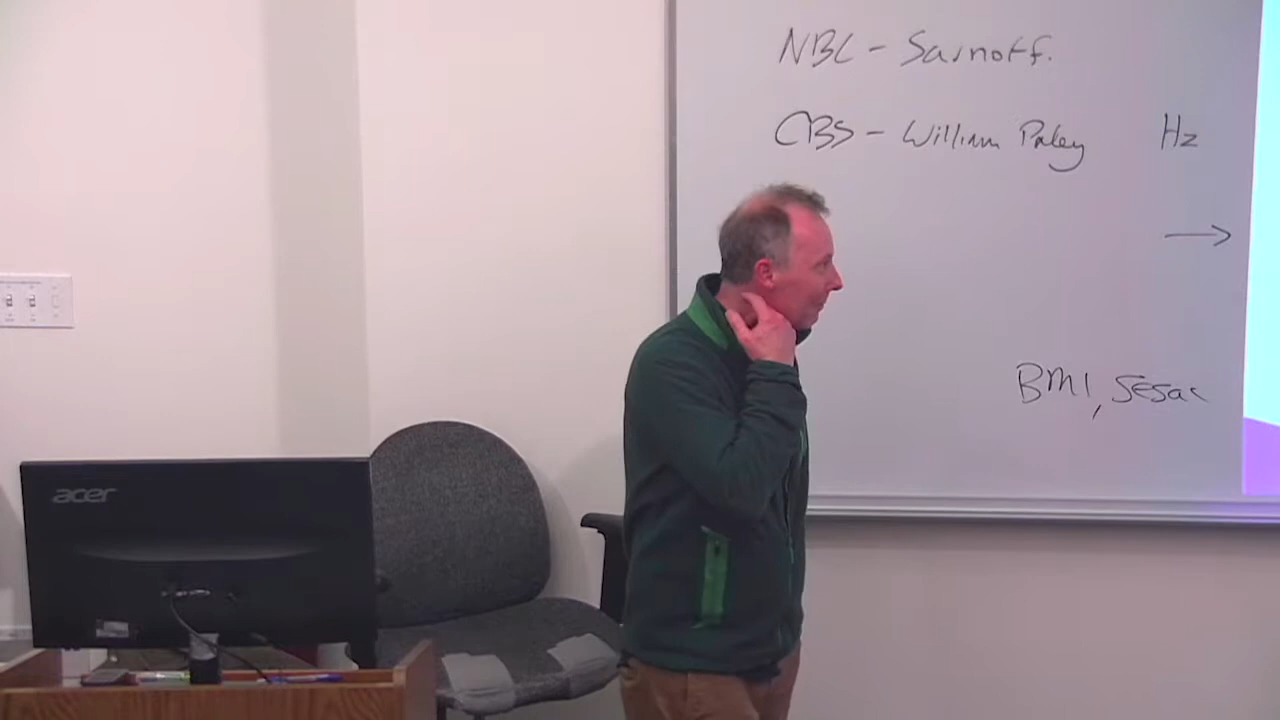 NBC - Sarnoff.
CBS - William Paley
Hz
→
BMI, SESAC
acer